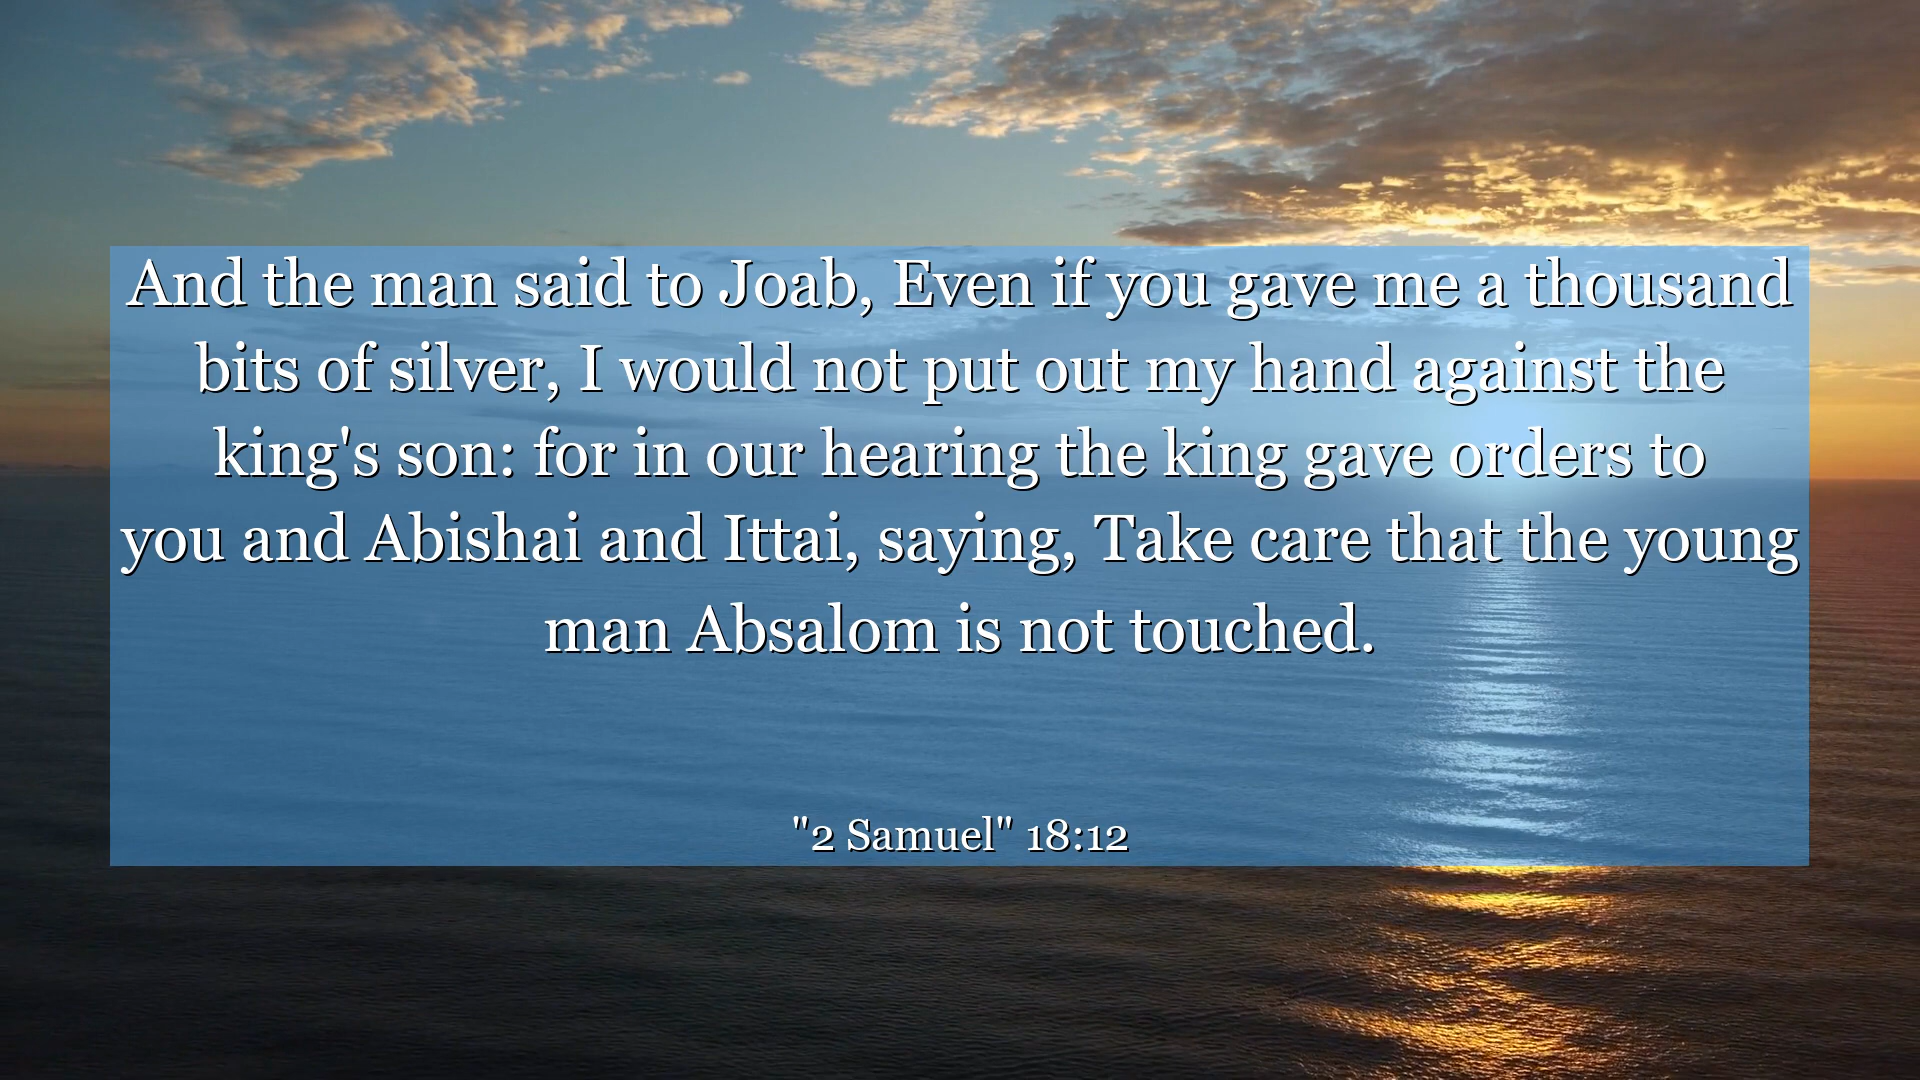 And the man said to Joab, Even if you gave me a thousand
bits of silver, I would not put out my hand against the
king's son: for in our hearing the king gave orders to
you and Abishai and Ittai, saying, Take care that the young
man Absalom is not touched.
"2 Samuel" 18:12